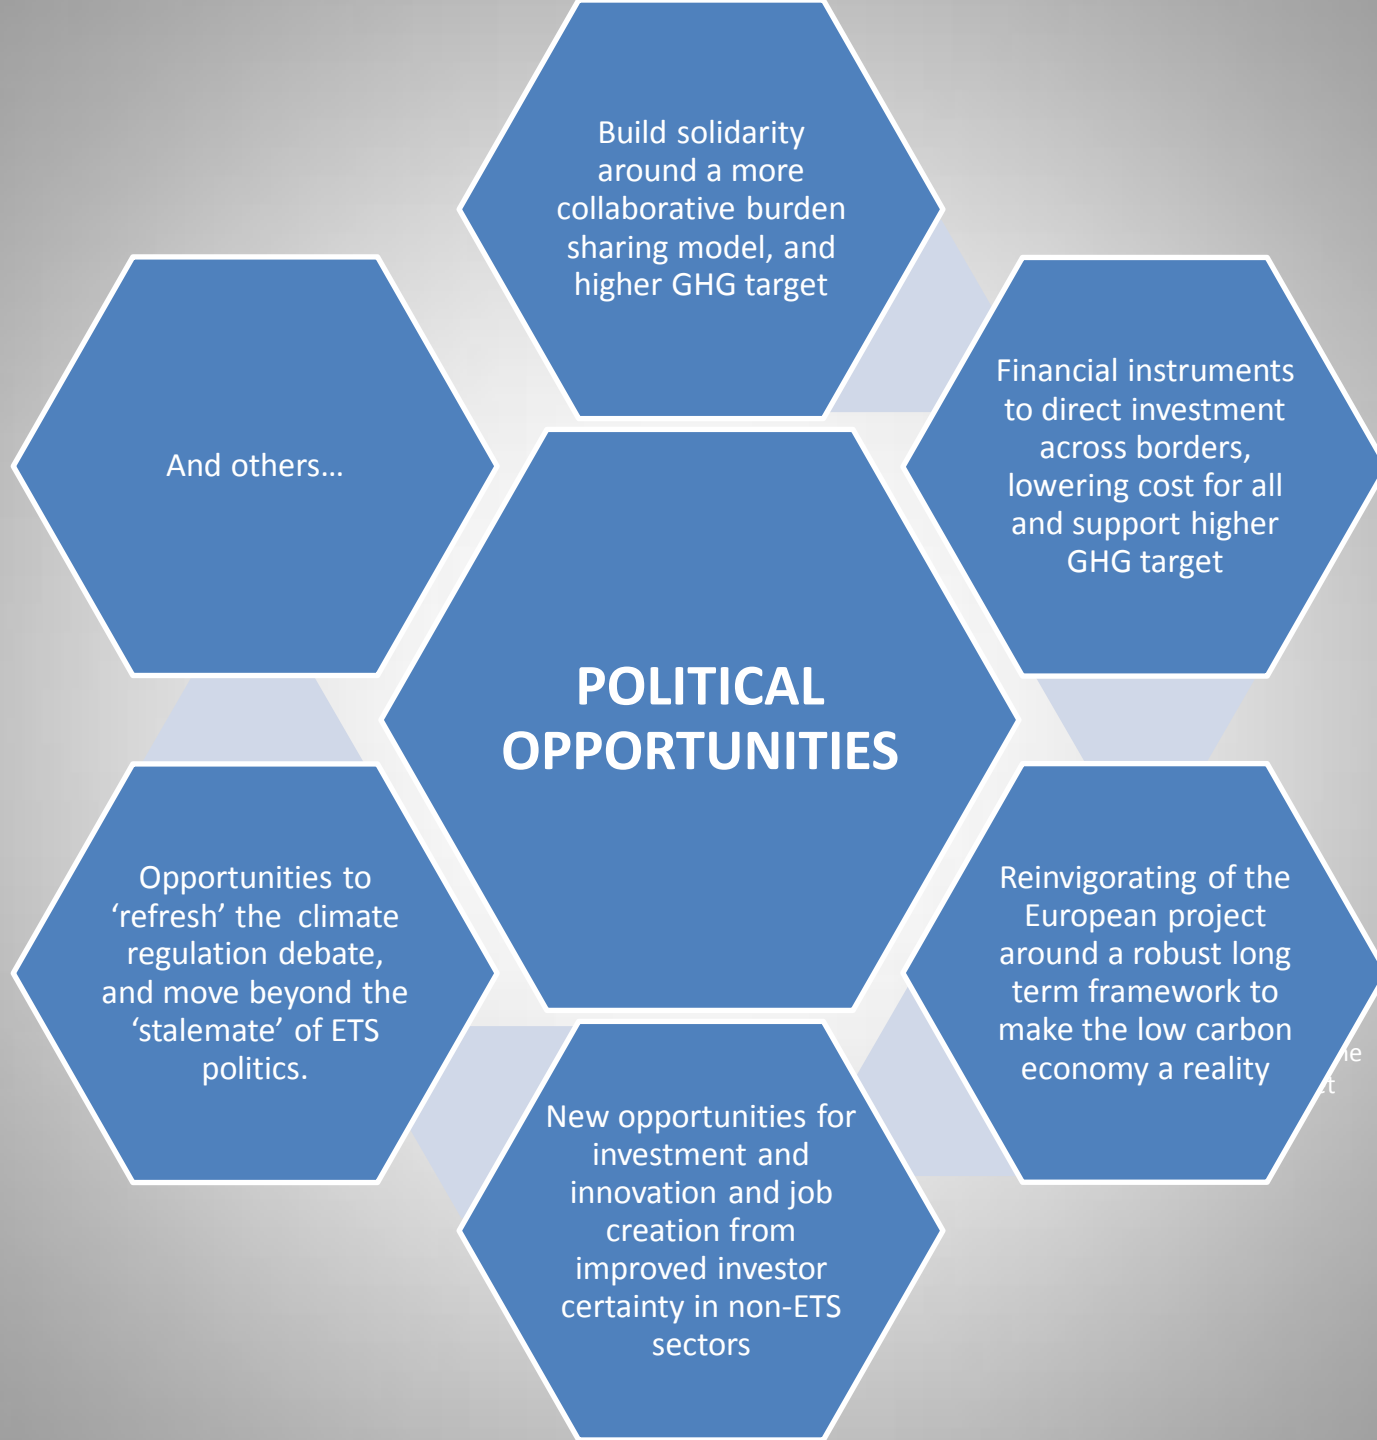 Build solidarity
around a more
collaborative burden
sharing model, and
higher GHG target
Financial instruments
to direct investment
across borders,
lowering cost for all
and support higher
GHG target
And others…
POLITICAL
OPPORTUNITIES
Reinvigorating of the
European project
around a robust long
term framework to
make the low carbon
economy a reality
New opportunities for
investment and
innovation and job
creation from
improved investor
certainty in non-ETS
sectors
Opportunities to
‘refresh’ the climate
regulation debate,
and move beyond the
‘stalemate’ of ETS
politics.